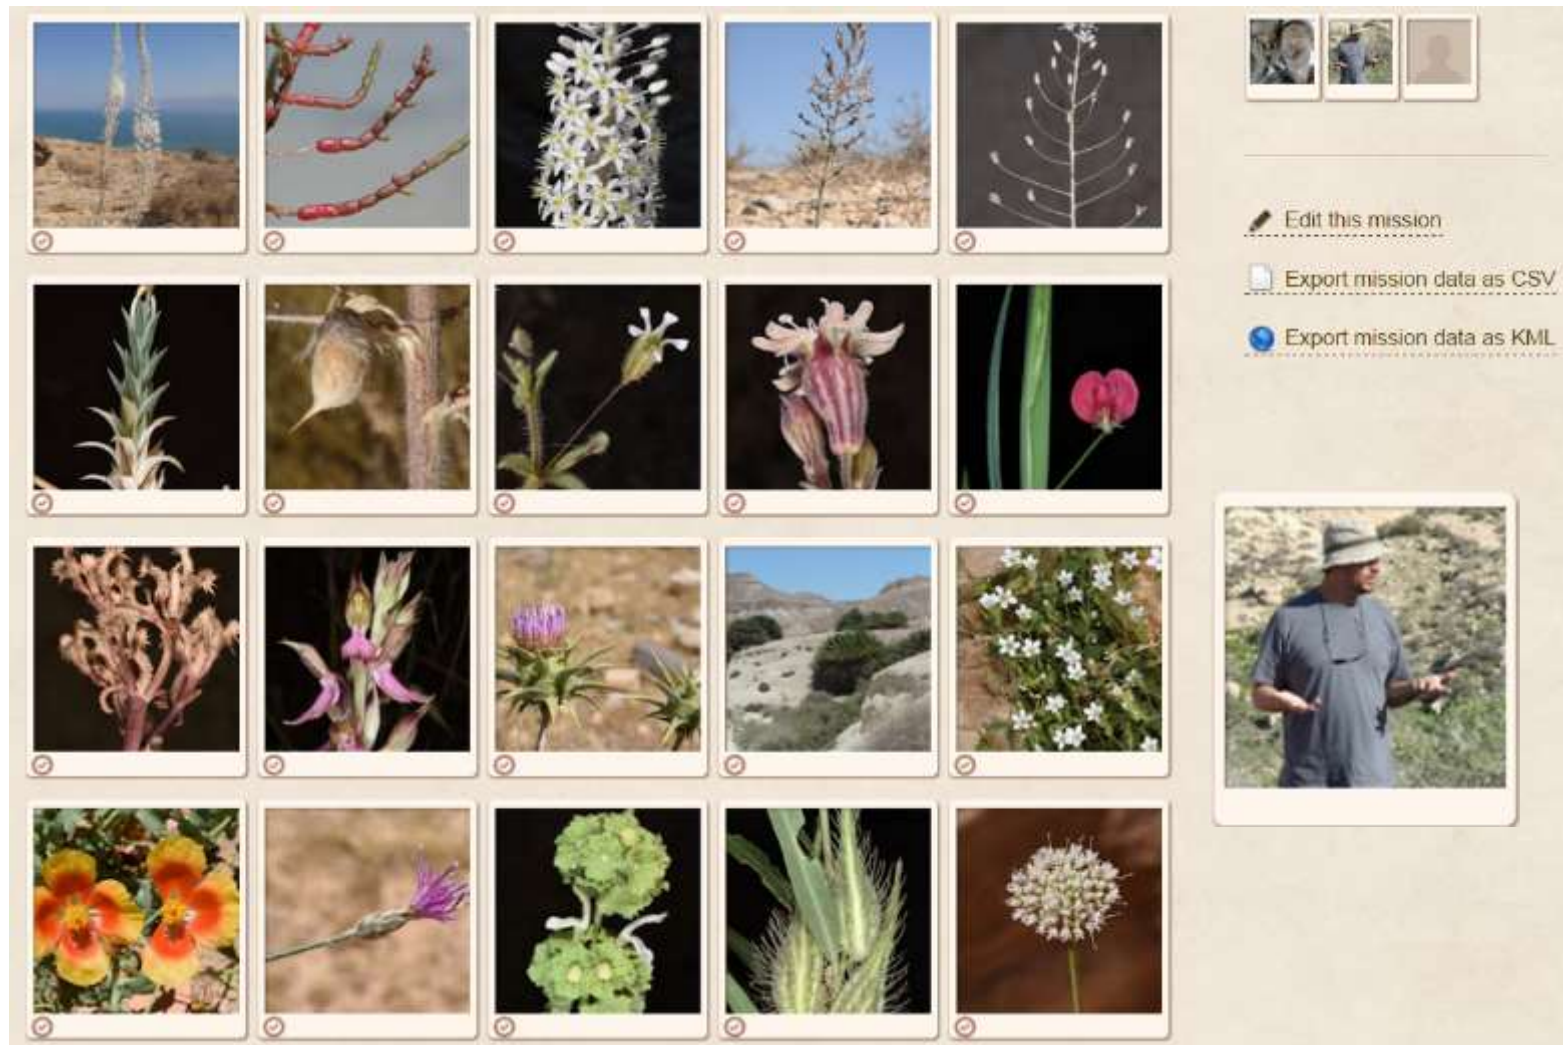 Edit this mission
Export mission data as CSV
Export mission data as KML